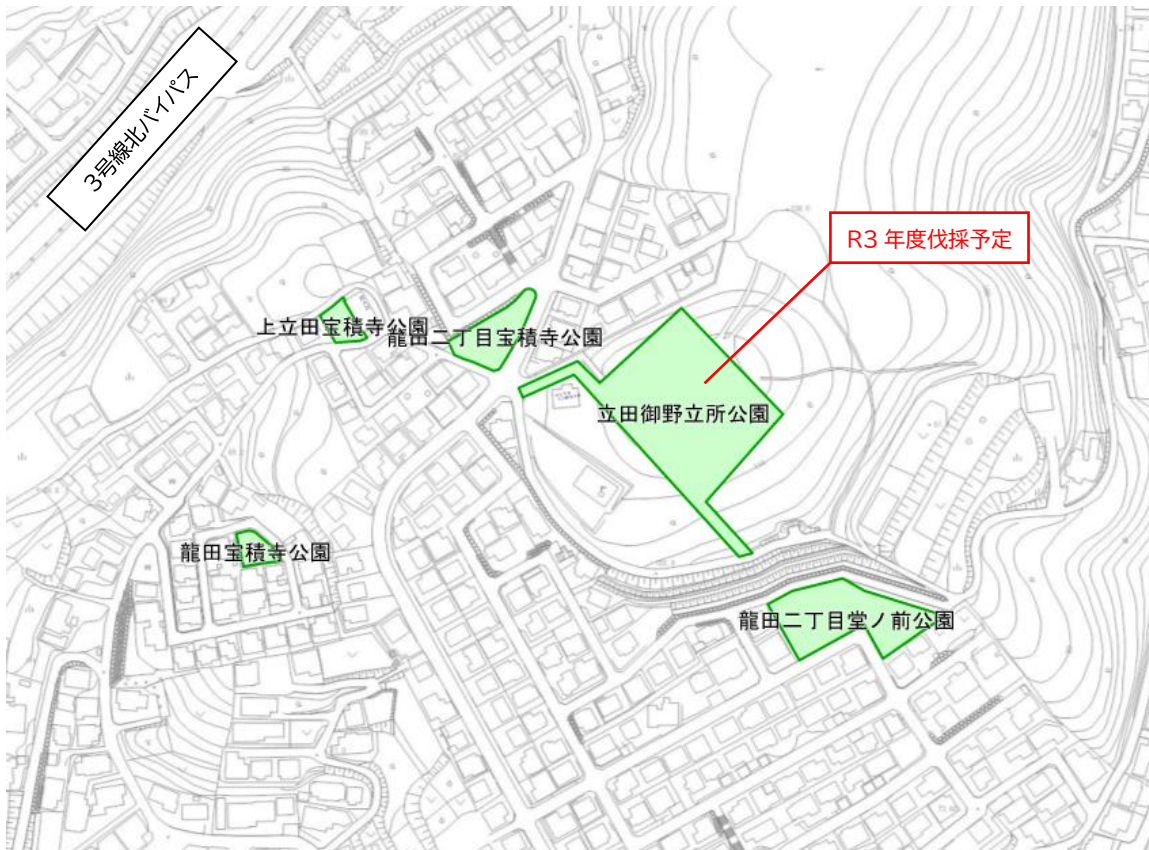 3号線北バイパス
R3 年度伐採予定
上立田宝積寺公園
龍田二丁目宝積寺公園
立田御野立所公園
龍田宝積寺公園
龍田二丁目堂ノ前公園